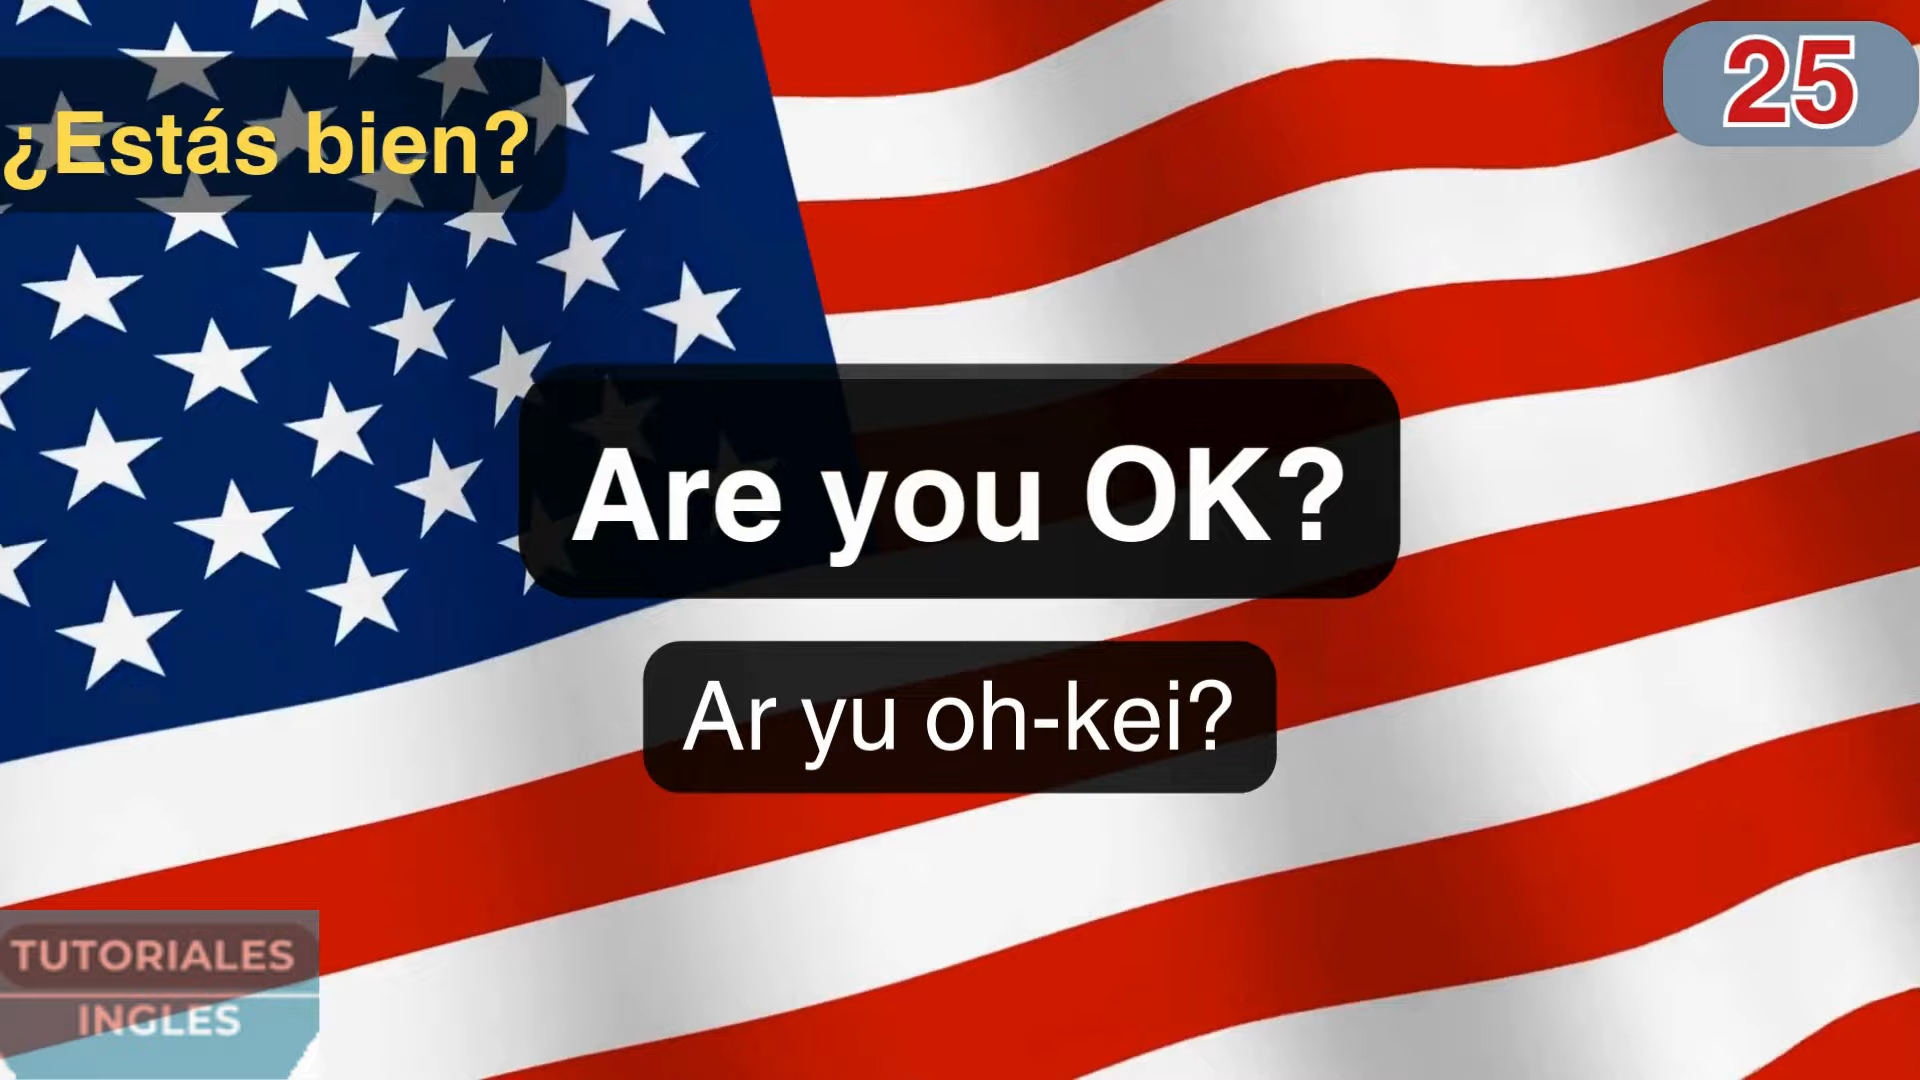 ¿Estás bien?
25
Are you OK?
Ar yu oh-kei?
TUTORIALES
INGLES